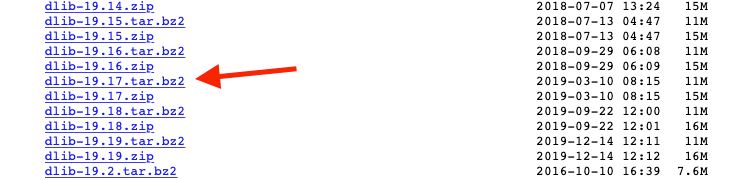 dlib-19.14.zip 2018-07-07 13:24 15M
dlib-19.15.tar.bz2 2018-07-13 04:47 11M
dlib-19.15.zip 2018-07-13 04:47 15M
dlib-19.16.tar.bz2 2018-09-29 06:08 11M
dlib-19.16.zip 2018-09-29 06:09 15M
dlib-19.17.tar.bz2 2019-03-10 08:15 11M
dlib-19.17.zip 2019-03-10 08:15 15M
dlib-19.18.tar.bz2 2019-09-22 12:00 11M
dlib-19.18.zip 2019-09-22 12:01 16M
dlib-19.19.tar.bz2 2019-12-14 12:11 11M
dlib-19.19.zip 2019-12-14 12:12 16M
dlib-19.2.tar.bz2 2016-10-10 16:39 7.6M